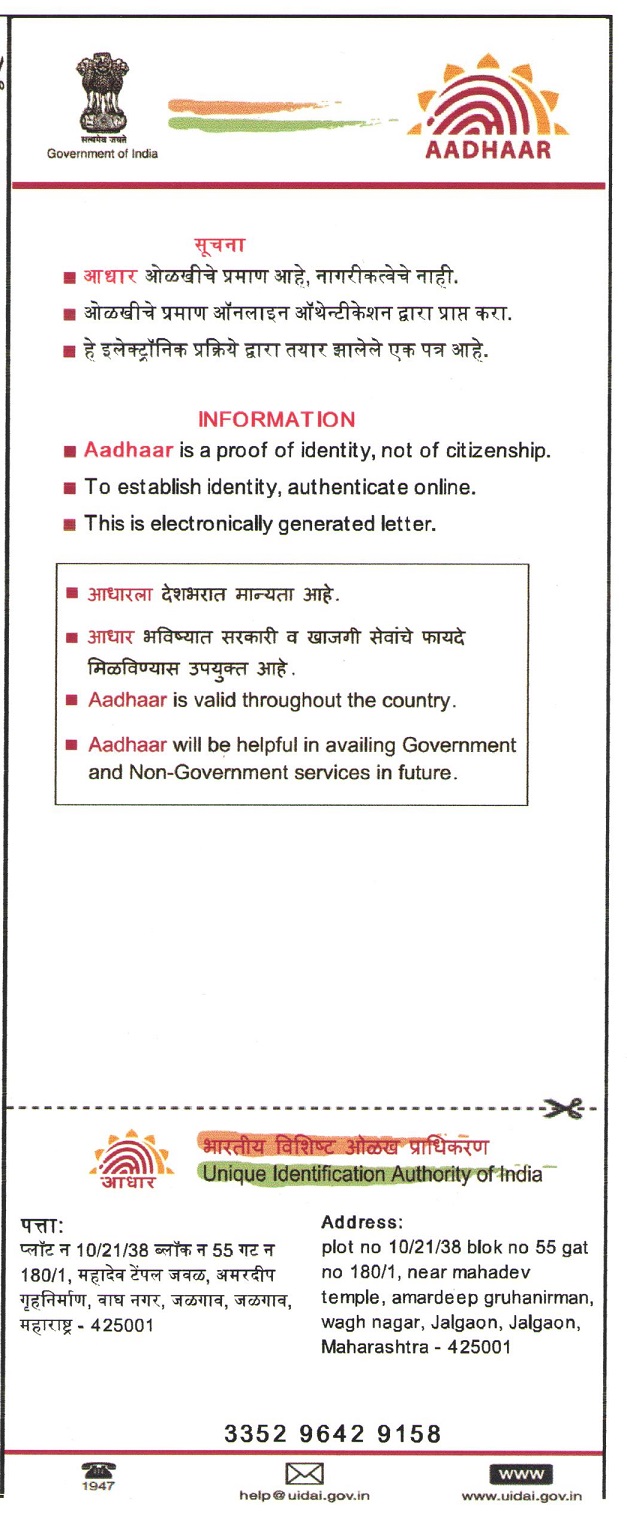 सत्यमेव जयते
Government of India
AADHAAR
सूचना
आधार ओळखीचे प्रमाण आहे, नागरीकत्वेचे नाही.
ओळखीचे प्रमाण ऑनलाइन ऑथेन्टीकेशन द्वारा प्राप्त करा.
हे इलेक्ट्रॉनिक प्रक्रिये द्वारा तयार झालेले एक पत्र आहे.
INFORMATION
Aadhaar is a proof of identity, not of citizenship.
To establish identity, authenticate online.
This is electronically generated letter.
आधारला देशभरात मान्यता आहे.
आधार भविष्यात सरकारी व खाजगी सेवांचे फायदे
मिळविण्यास उपयुक्त आहे.
Aadhaar is valid throughout the country.
Aadhaar will be helpful in availing Government
and Non-Government services in future.
आधार
भारतीय विशिष्ट ओळख प्राधिकरण
Unique Identification Authority of India
पत्ता:
प्लॉट न 10/21/38 ब्लॉक न 55 गट न
180/1, महादेव टेंपल जवळ, अमरदीप
गृहनिर्माण, वाघ नगर, जळगाव, जळगाव,
महाराष्ट्र - 425001
Address:
plot no 10/21/38 blok no 55 gat
no 180/1, near mahadev
temple, amardeep gruhanirman,
wagh nagar, Jalgaon, Jalgaon,
Maharashtra - 425001
3352 9642 9158
1947
help@uidai.gov.in
www
www.uidai.gov.in